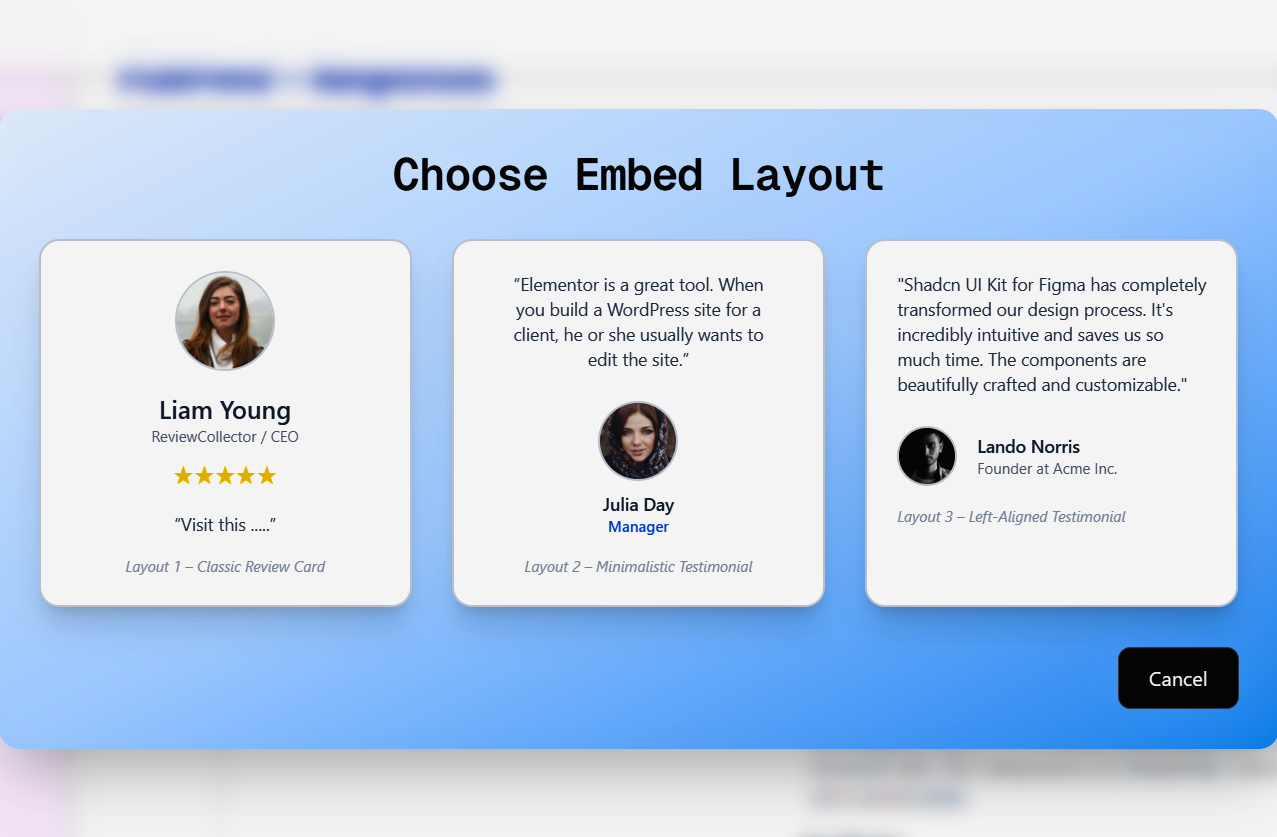 Choose Embed Layout
Liam Young
ReviewCollector / CEO
“Visit this .....”
Layout 1 – Classic Review Card
“Elementor is a great tool. When
you build a WordPress site for a
client, he or she usually wants to
edit the site.”
Julia Day
Manager
Layout 2 – Minimalistic Testimonial
"Shadcn UI Kit for Figma has completely
transformed our design process. It's
incredibly intuitive and saves us so
much time. The components are
beautifully crafted and customizable."
Lando Norris
Founder at Acme Inc.
Layout 3 – Left-Aligned Testimonial
Cancel